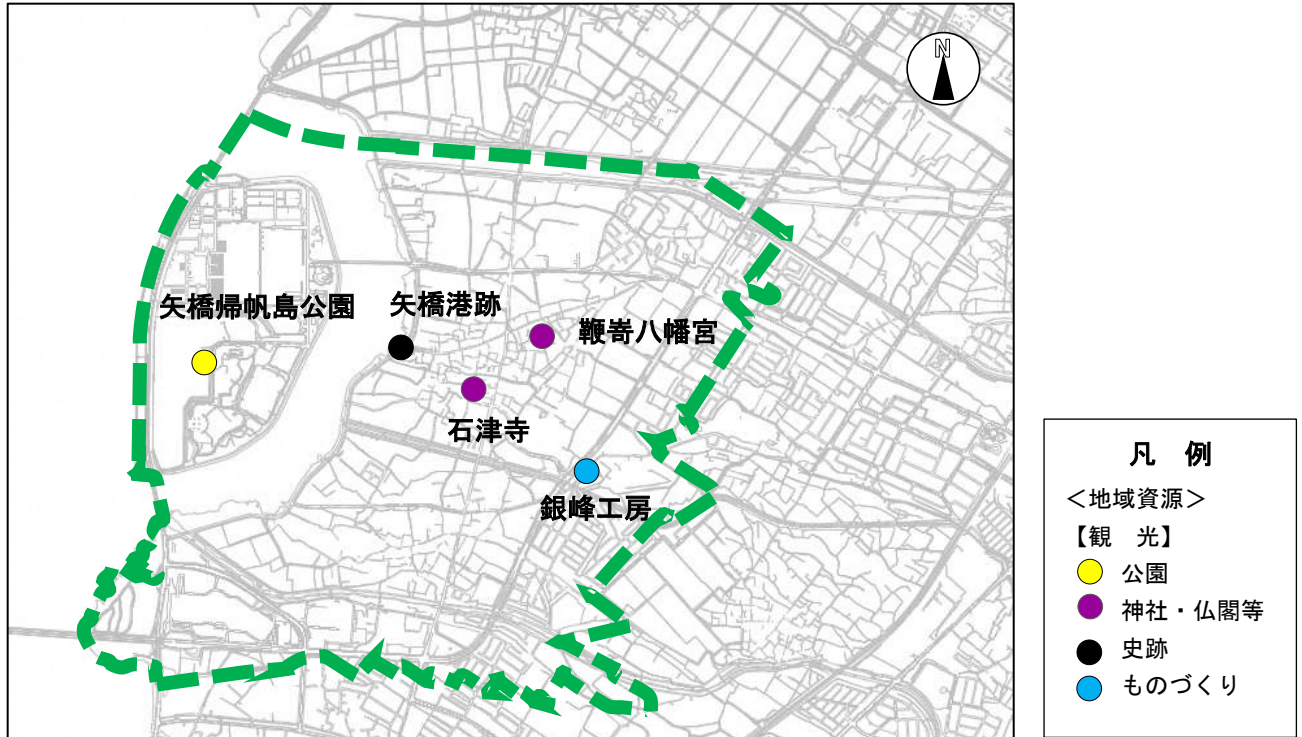 N
矢橋帰帆島公園
矢橋港跡
鞭嵜八幡宮
石津寺
銀峰工房
凡 例
<地域資源>
【観 光】
公園
神社・仏閣等
史跡
ものづくり